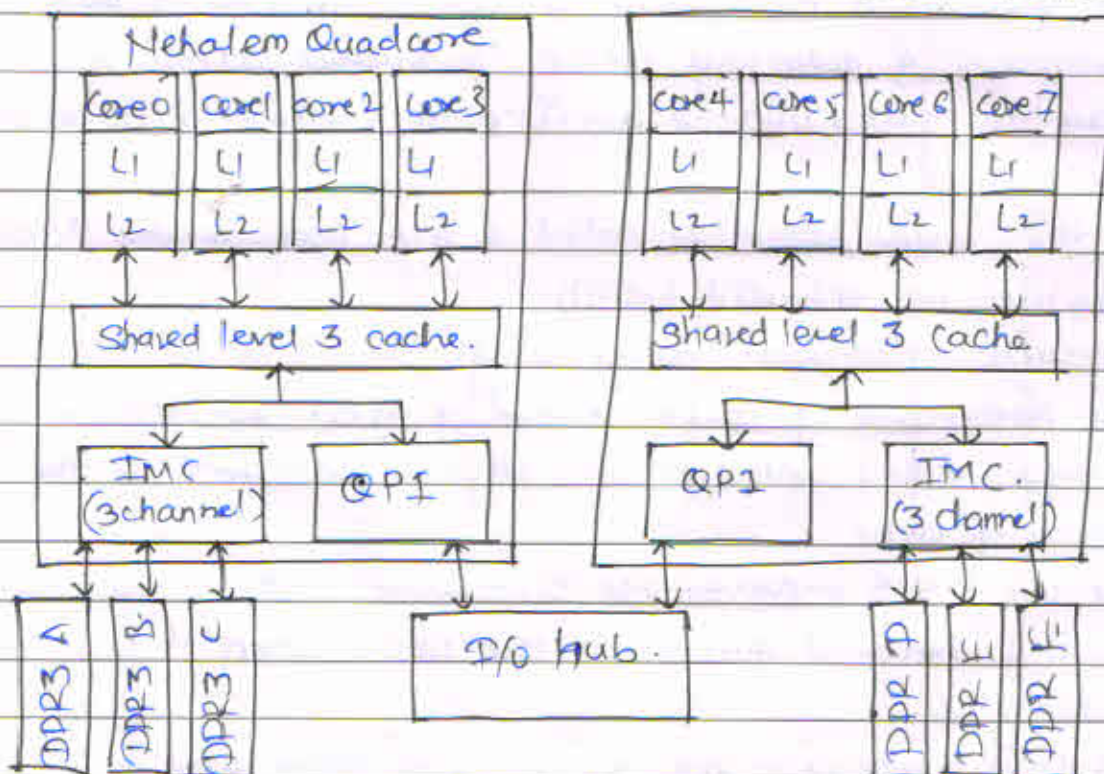 Nehalem Quadcore
Core0 Core1 core2 Core3
L1 L1 L1 L1
L2 L2 L2 L2
Shared level 3 cache.
IMC
(3channel)
QPI
DDR3 A
DDR3 B
DDR3 C
core4 Core5 Core6 Core7
L1 L1 L1 L1
L2 L2 L2 L2
Shared level 3 Cache
QPI
IMC.
(3 channel)
I/O hub.
DDR D
DDR E
DDR F